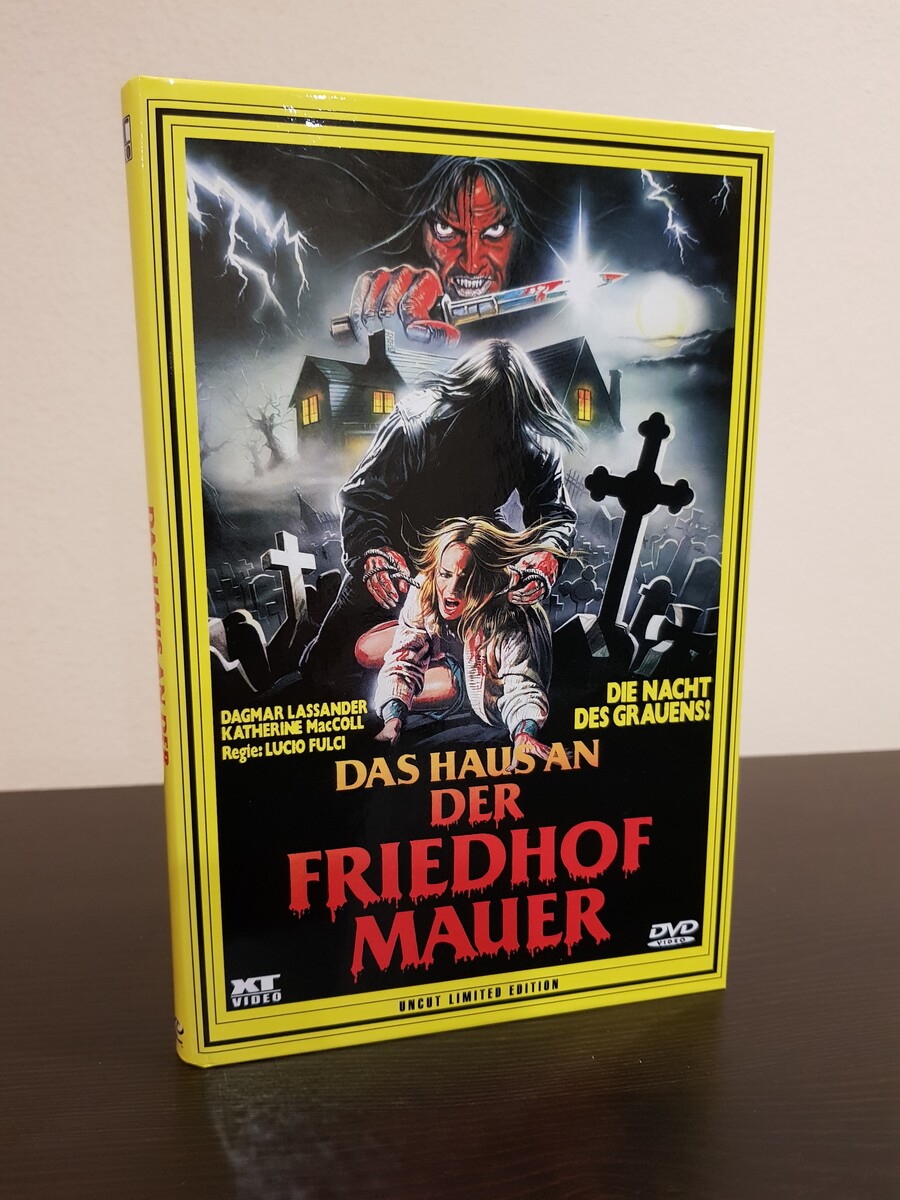 DAGMAR LASSANDER
KATHERINE MacCOLL
Regie: LUCIO FULCI
DIE NACHT
DES GRAUENS!
DAS HAUS AN
DER
FRIEDHOF
MAUER
XT
VIDEO
DVD
VIDEO
UNCUT LIMITED EDITION
DAS HAUS AN DER